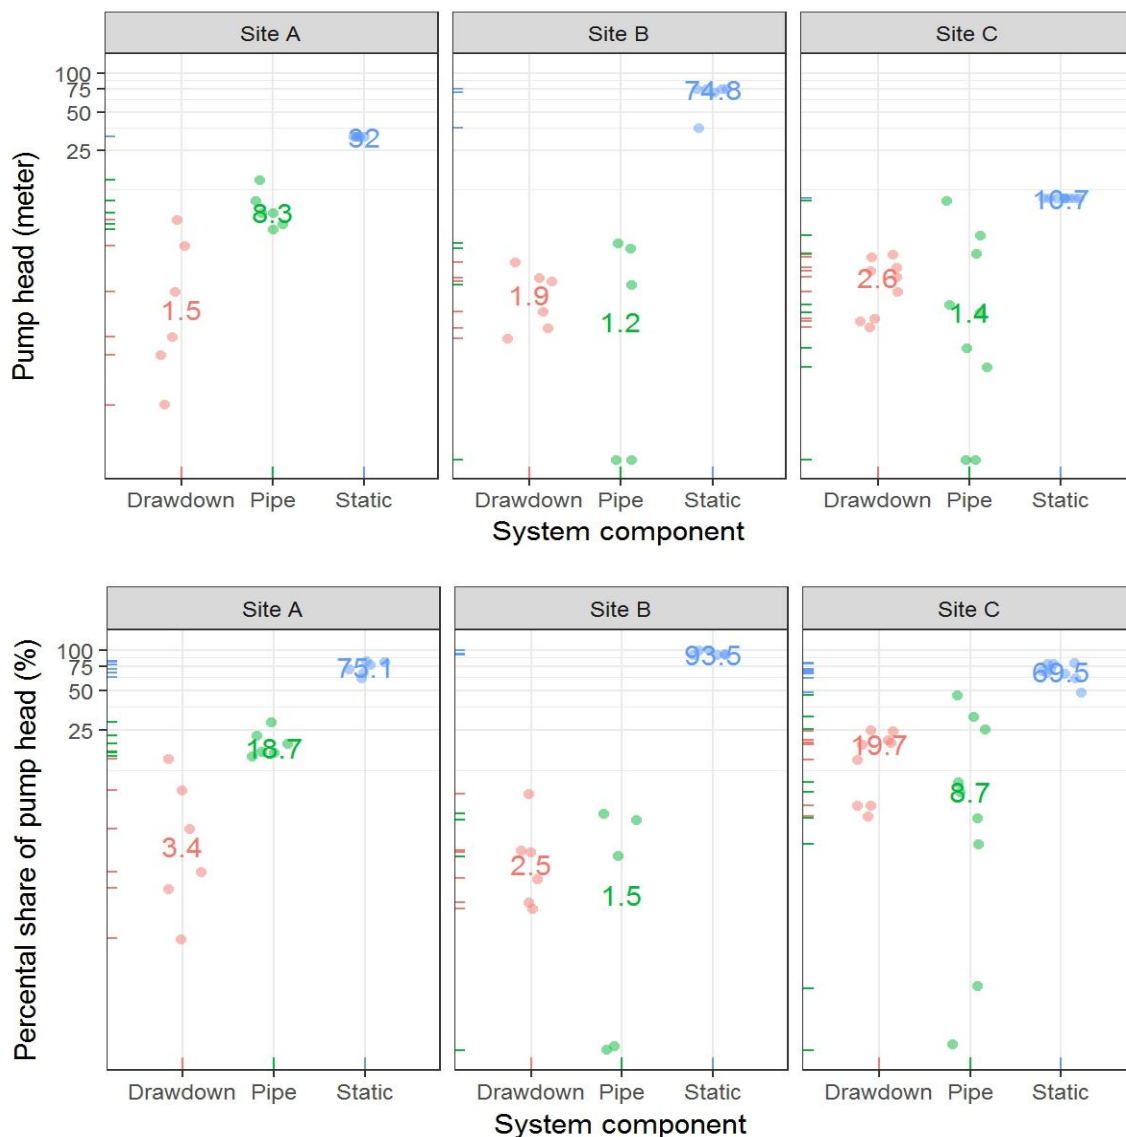 Site A
Site B
Site C
Pump head (meter)
100
75
50
25
1.5
8.3
32
1.9
1.2
74.8
2.6
1.4
10.7
Drawdown
Pipe
Static
Drawdown
Pipe
Static
Drawdown
Pipe
Static
System component
Site A
Site B
Site C
Percental share of pump head (%)
100
75
50
25
3.4
18.7
75.1
2.5
1.5
93.5
19.7
8.7
69.5
Drawdown
Pipe
Static
Drawdown
Pipe
Static
Drawdown
Pipe
Static
System component